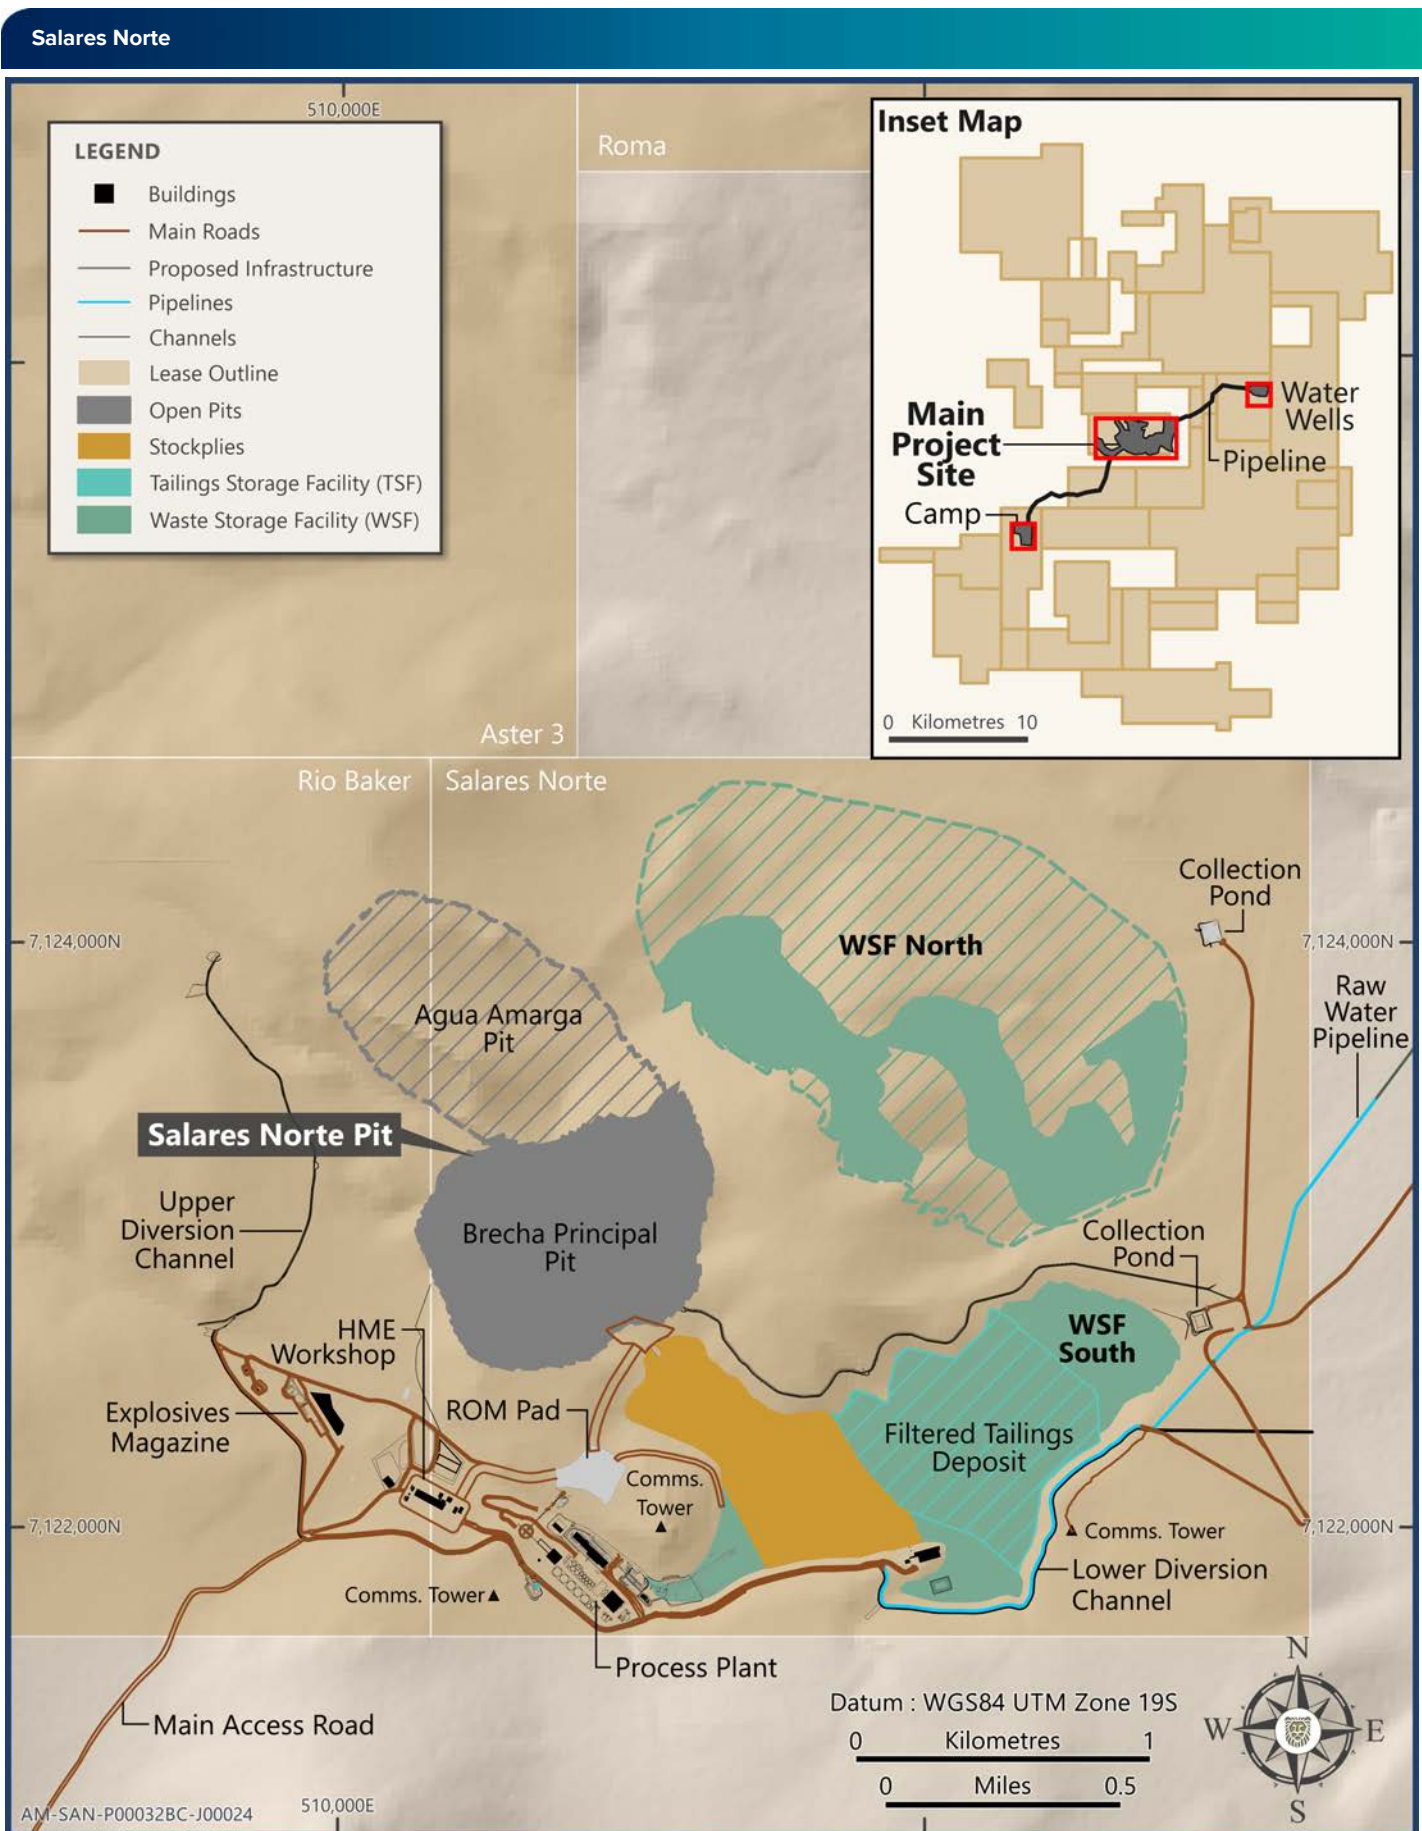 Salares Norte
510,000E
LEGEND
Buildings
Main Roads
Proposed Infrastructure
Pipelines
Channels
Lease Outline
Open Pits
Stockplies
Tailings Storage Facility (TSF)
Waste Storage Facility (WSF)
Roma
Aster 3
Inset Map
Main
Project
Site
Water
Wells
Pipeline
Camp
0 Kilometres 10
Rio Baker
Salares Norte
Collection
Pond
WSF North
7,124,000N
7,124,000N
Raw
Water
Pipeline
Agua Amarga
Pit
Salares Norte Pit
Upper
Diversion
Channel
Brecha Principal
Pit
Collection
Pond
HME
Workshop
WSF
South
Explosives
Magazine
ROM Pad
Filtered Tailings
Deposit
Comms.
Tower
7,122,000N
7,122,000N
Comms. Tower
Comms. Tower
Lower Diversion
Channel
Process Plant
Main Access Road
Datum : WGS84 UTM Zone 19S
0 Kilometres 1
0 Miles 0.5
N
W
E
S
AM-SAN-P00032BC-J00024
510,000E